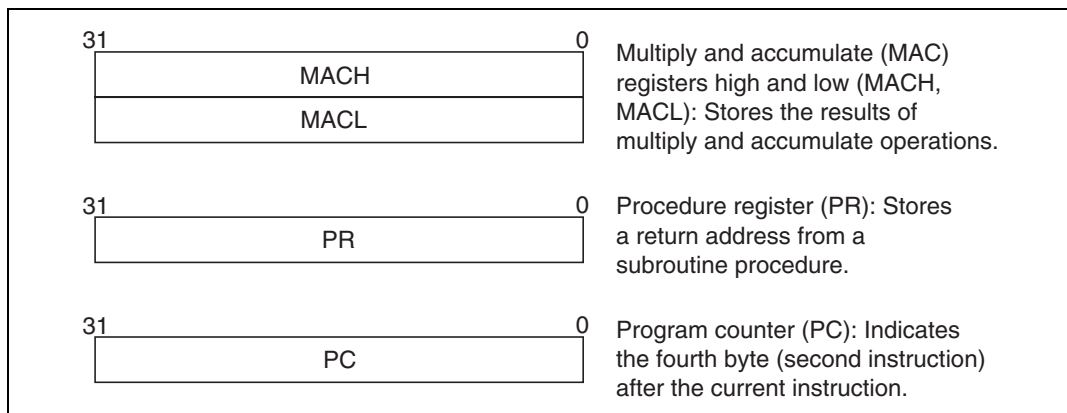 31 0
MACH
MACL
Multiply and accumulate (MAC)
registers high and low (MACH,
MACL): Stores the results of
multiply and accumulate operations.
31 0
PR
Procedure register (PR): Stores
a return address from a
subroutine procedure.
31 0
PC
Program counter (PC): Indicates
the fourth byte (second instruction)
after the current instruction.